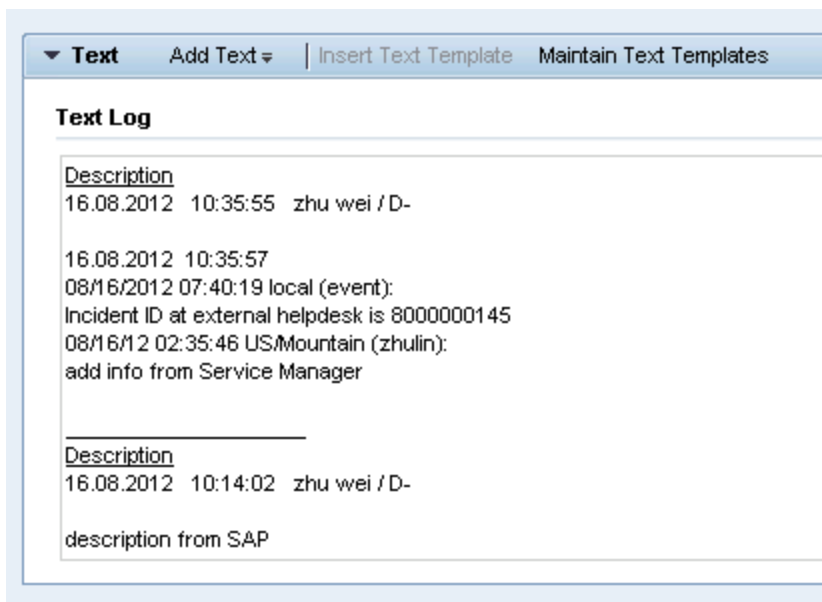 Text Add Text Insert Text Template Maintain Text Templates
Text Log
Description
16.08.2012 10:35:55 zhu wei / D-
16.08.2012 10:35:57
08/16/2012 07:40:19 local (event):
Incident ID at external helpdesk is 8000000145
08/16/12 02:35:46 US/Mountain (zhulin):
add info from Service Manager
Description
16.08.2012 10:14:02 zhu wei / D-
description from SAP